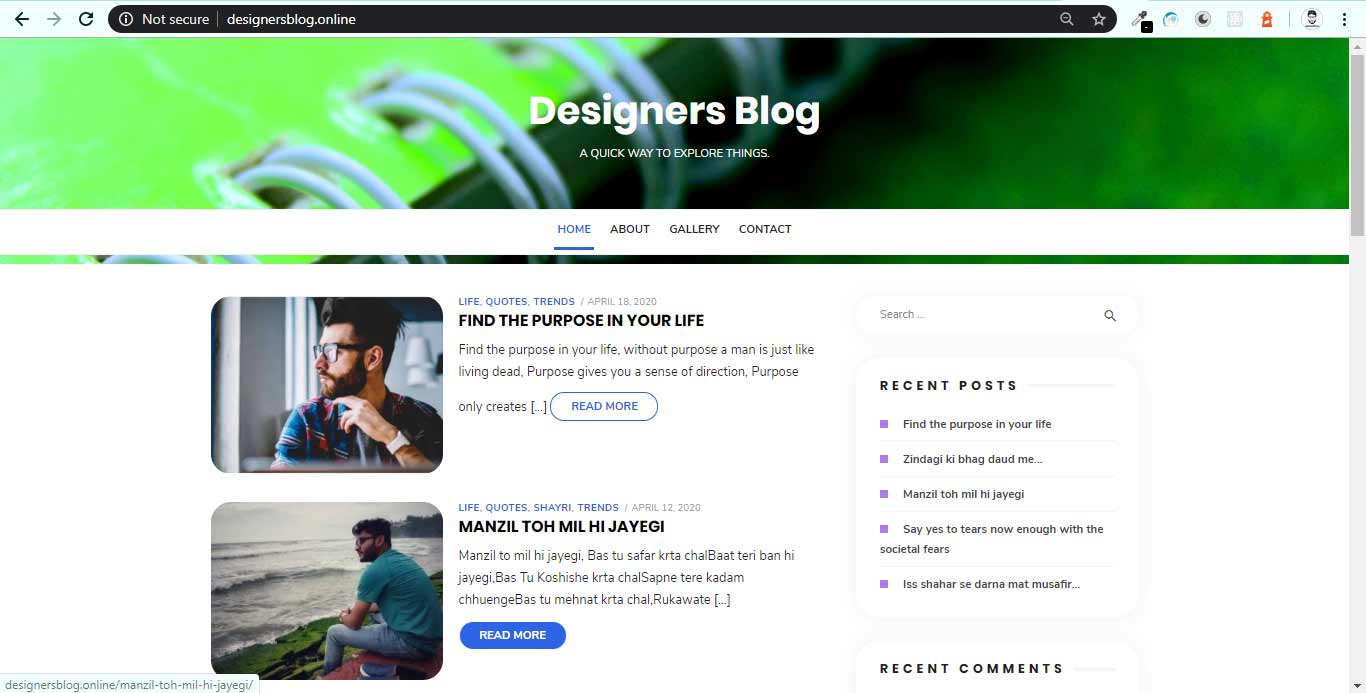 Not secure
designersblog.online
Designers Blog
A QUICK WAY TO EXPLORE THINGS.
HOME ABOUT GALLERY CONTACT
LIFE, QUOTES, TRENDS / APRIL 18, 2020
FIND THE PURPOSE IN YOUR LIFE
Find the purpose in your life, without purpose a man is just like
living dead, Purpose gives you a sense of direction, Purpose
only creates [...] READ MORE
LIFE, QUOTES, SHAYRI, TRENDS / APRIL 12, 2020
MANZIL TOH MIL HI JAYEGI
Manzil to mil hi jayegi, Bas tu safar krta chalBaat teri ban hi
jayegi,Bas Tu Koshishe krta chalSapne tere kadam
chhuengeBas tu mehnat krta chal,Rukawate [...]
READ MORE
Search ...
RECENT POSTS
Find the purpose in your life
Zindagi ki bhag daud me...
Manzil toh mil hi jayegi
Say yes to tears now enough with the
societal fears
Iss shahar se darna mat musafir...
RECENT COMMENTS
designersblog.online/manzil-toh-mil-hi-jayegi/